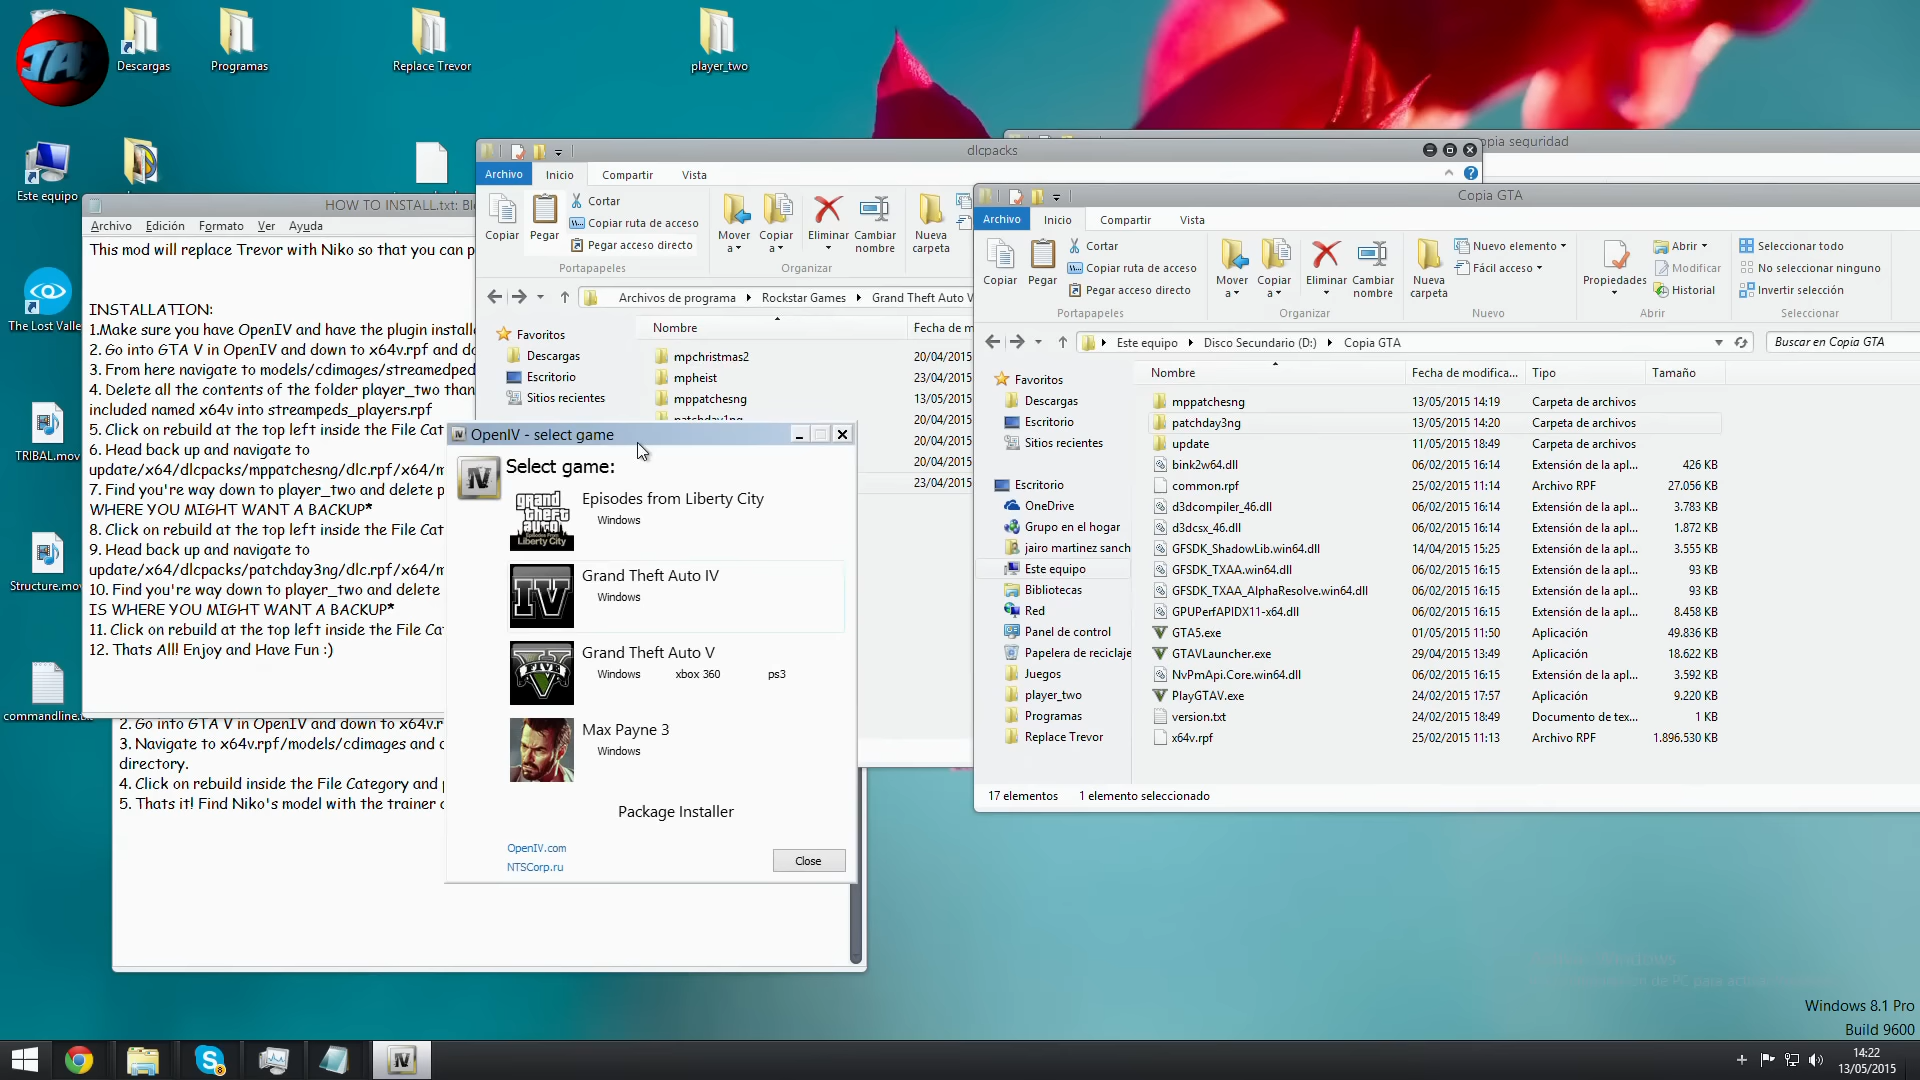 Descargas
Programas
Replace Trevor
player_two
Este equipo
The Lost Valle
TRIBAL.mov
Structure.mov
HOW TO INSTALL.txt: Bl
Archivo Edición Formato Ver Ayuda
This mod will replace Trevor with Niko so that you can p
INSTALLATION:
1.Make sure you have OpenIV and have the plugin installe
2. Go into GTA V in OpenIV and down to x64v.rpf and do
3. From here navigate to models/cdimages/streamedped
4. Delete all the contents of the folder player_two than
included named x64v into streampeds_players.rpf
5. Click on rebuild at the top left inside the File Cat
6. Head back up and navigate to
update/x64/dlcpacks/mppatchesng/dlc.rpf/x64/m
7. Find you're way down to player_two and delete p
WHERE YOU MIGHT WANT A BACKUP*
8. Click on rebuild at the top left inside the File Cat
9. Head back up and navigate to
update/x64/dlcpacks/patchday3ng/dlc.rpf/x64/m
10. Find you're way down to player_two and delete
IS WHERE YOU MIGHT WANT A BACKUP*
11. Click on rebuild at the top left inside the File Cat
12. Thats All! Enjoy and Have Fun :)
2. Go into GTA V in OpenIV and down to x64v.r
3. Navigate to x64v.rpf/models/cdimages and c
directory.
4. Click on rebuild inside the File Category and p
5. Thats it! Find Niko's model with the trainer o
dlcpacks
Archivo Inicio Compartir Vista
Copiar
Pegar
Cortar
Copiar ruta de acceso
Pegar acceso directo
Portapapeles
Mover a
Copiar a
Eliminar
Cambiar nombre
Organizar
Nueva carpeta
Archivos de programa Rockstar Games Grand Theft Auto V
Favoritos
Descargas
Escritorio
Sitios recientes
Nombre Fecha de m
mpchristmas2 20/04/2015
mpheist 23/04/2015
mppatchesng 13/05/2015
patchday1ng 20/04/2015
20/04/2015
20/04/2015
23/04/2015
OpenIV - select game
Select game:
Episodes from Liberty City
Windows
Grand Theft Auto IV
Windows
Grand Theft Auto V
Windows xbox 360 ps3
Max Payne 3
Windows
Package Installer
OpenIV.com
NTSCorp.ru
Close
opia seguridad
Copia GTA
Archivo Inicio Compartir Vista
Copiar
Pegar
Cortar
Copiar ruta de acceso
Pegar acceso directo
Portapapeles
Mover a
Copiar a
Eliminar
Cambiar nombre
Organizar
Nueva carpeta
Nuevo elemento
Fácil acceso
Nuevo
Propiedades
Abrir
Modificar
Historial
Abrir
Seleccionar todo
No seleccionar ninguno
Invertir selección
Seleccionar
Este equipo Disco Secundario (D:) Copia GTA
Buscar en Copia GTA
Favoritos
Descargas
Escritorio
Sitios recientes
Escritorio
OneDrive
Grupo en el hogar
jairo martinez sanch
Este equipo
Bibliotecas
Red
Panel de control
Papelera de reciclaje
Juegos
player_two
Programas
Replace Trevor
Nombre Fecha de modifica... Tipo Tamaño
mppatchesng 13/05/2015 14:19 Carpeta de archivos
patchday3ng 13/05/2015 14:20 Carpeta de archivos
update 11/05/2015 18:49 Carpeta de archivos
bink2w64.dll 06/02/2015 16:14 Extensión de la apl... 426 KB
common.rpf 25/02/2015 11:14 Archivo RPF 27.056 KB
d3dcompiler_46.dll 06/02/2015 16:14 Extensión de la apl... 3.783 KB
d3dcsx_46.dll 06/02/2015 16:14 Extensión de la apl... 1.872 KB
GFSDK_ShadowLib.win64.dll 14/04/2015 15:25 Extensión de la apl... 3.555 KB
GFSDK_TXAA.win64.dll 06/02/2015 16:14 Extensión de la apl... 93 KB
GFSDK_TXAA_AlphaResolve.win64.dll 06/02/2015 16:14 Extensión de la apl... 93 KB
GPUPerfAPIDX11-x64.dll 06/02/2015 16:14 Extensión de la apl... 8.458 KB
GTA5.exe 01/05/2015 11:50 Aplicación 49.836 KB
GTAVLauncher.exe 29/04/2015 13:49 Aplicación 18.622 KB
NvPmApi.Core.win64.dll 06/02/2015 16:15 Extensión de la apl... 3.592 KB
PlayGTAV.exe 24/02/2015 17:57 Aplicación 9.220 KB
version.txt 24/02/2015 18:49 Documento de tex... 1 KB
x64v.rpf 25/02/2015 11:13 Archivo RPF 1.896.530 KB
17 elementos 1 elemento seleccionado
Windows 8.1 Pro
Build 9600
14:22
13/05/2015